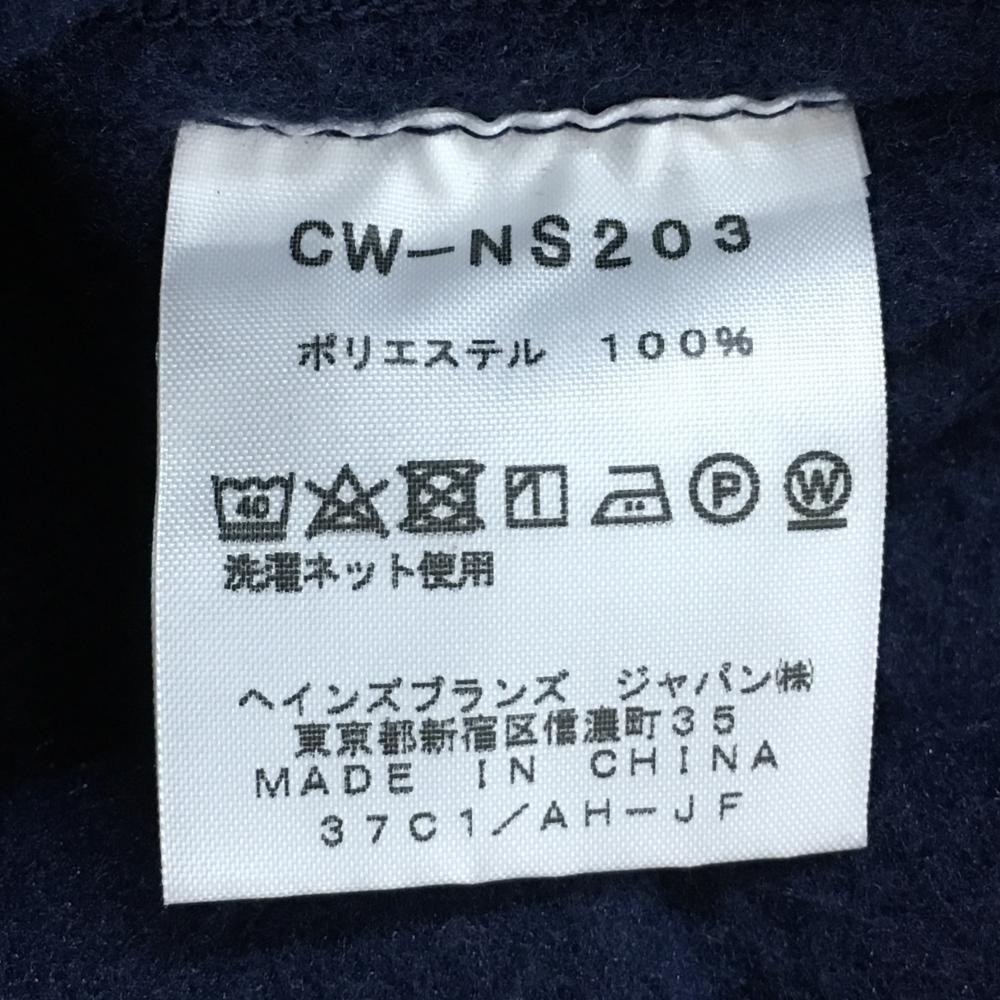 CW-NS203
ポリエステル 100%
40 P W
洗濯ネット使用
ヘインズブランズ ジャパン㈱
東京都新宿区信濃町35
MADE IN CHINA
37C1/AH-JF